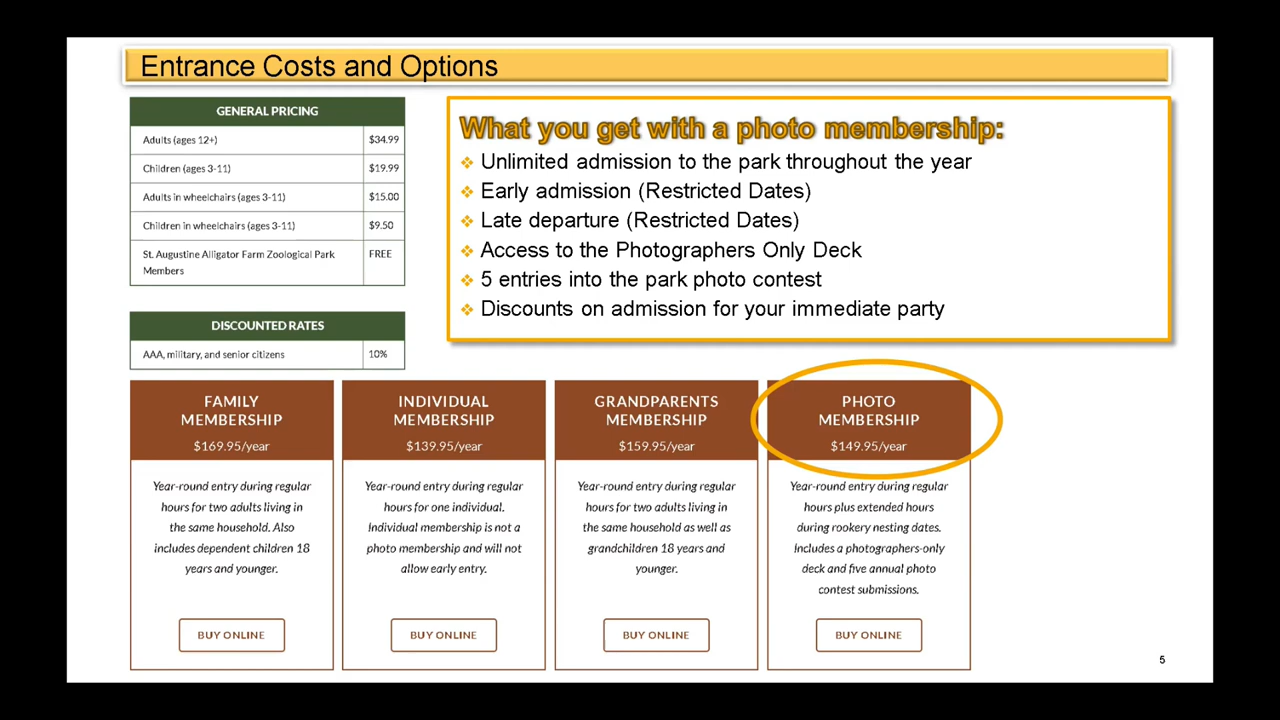 Entrance Costs and Options
GENERAL PRICING
Adults (ages 12+) $34.99
Children (ages 3-11) $19.99
Adults in wheelchairs (ages 3-11) $15.00
Children in wheelchairs (ages 3-11) $9.50
St. Augustine Alligator Farm Zoological Park FREE
Members
DISCOUNTED RATES
AAA, military, and senior citizens 10%
What you get with a photo membership:
❖ Unlimited admission to the park throughout the year
❖ Early admission (Restricted Dates)
❖ Late departure (Restricted Dates)
❖ Access to the Photographers Only Deck
❖ 5 entries into the park photo contest
❖ Discounts on admission for your immediate party
FAMILY
MEMBERSHIP
$169.95/year
Year-round entry during regular
hours for two adults living in
the same household. Also
includes dependent children 18
years and younger.
BUY ONLINE
INDIVIDUAL
MEMBERSHIP
$139.95/year
Year-round entry during regular
hours for one individual.
Individual membership is not a
photo membership and will not
allow early entry.
BUY ONLINE
GRANDPARENTS
MEMBERSHIP
$159.95/year
Year-round entry during regular
hours for two adults living in
the same household as well as
grandchildren 18 years and
younger.
BUY ONLINE
PHOTO
MEMBERSHIP
$149.95/year
Year-round entry during regular
hours plus extended hours
during rookery nesting dates.
Includes a photographers-only
deck and five annual photo
contest submissions.
BUY ONLINE
5